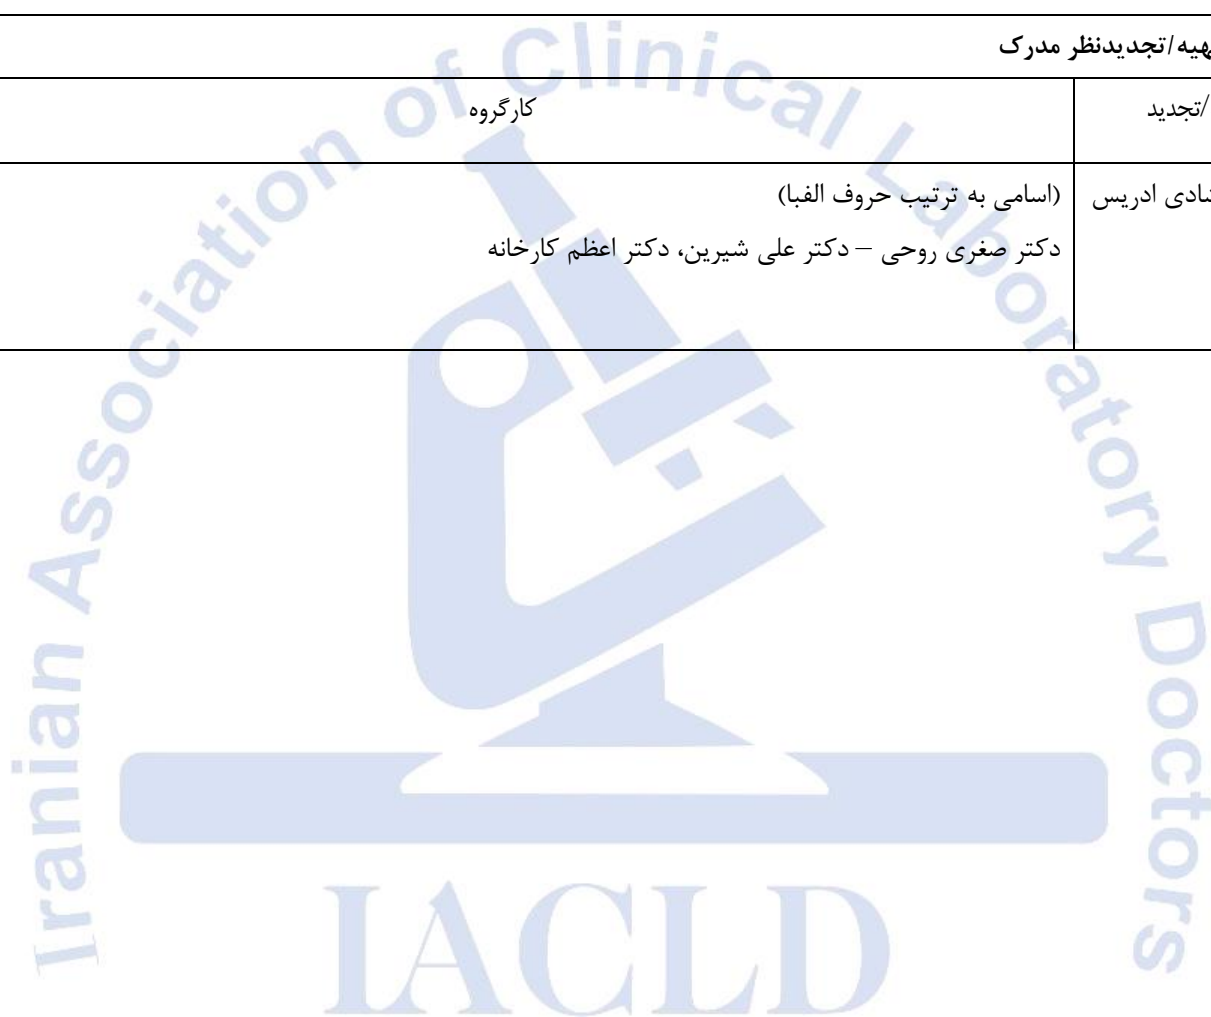 هیه/تجدیدنظر مدرک
/تجدید
کارگروه
ادریس
(اسامی به ترتیب حروف الفبا)
دکتر صغری روحی – دکتر علی شیرین، دکتر اعظم کارخانه
Iranian Association of Clinical Laboratory Doctors
IACLD